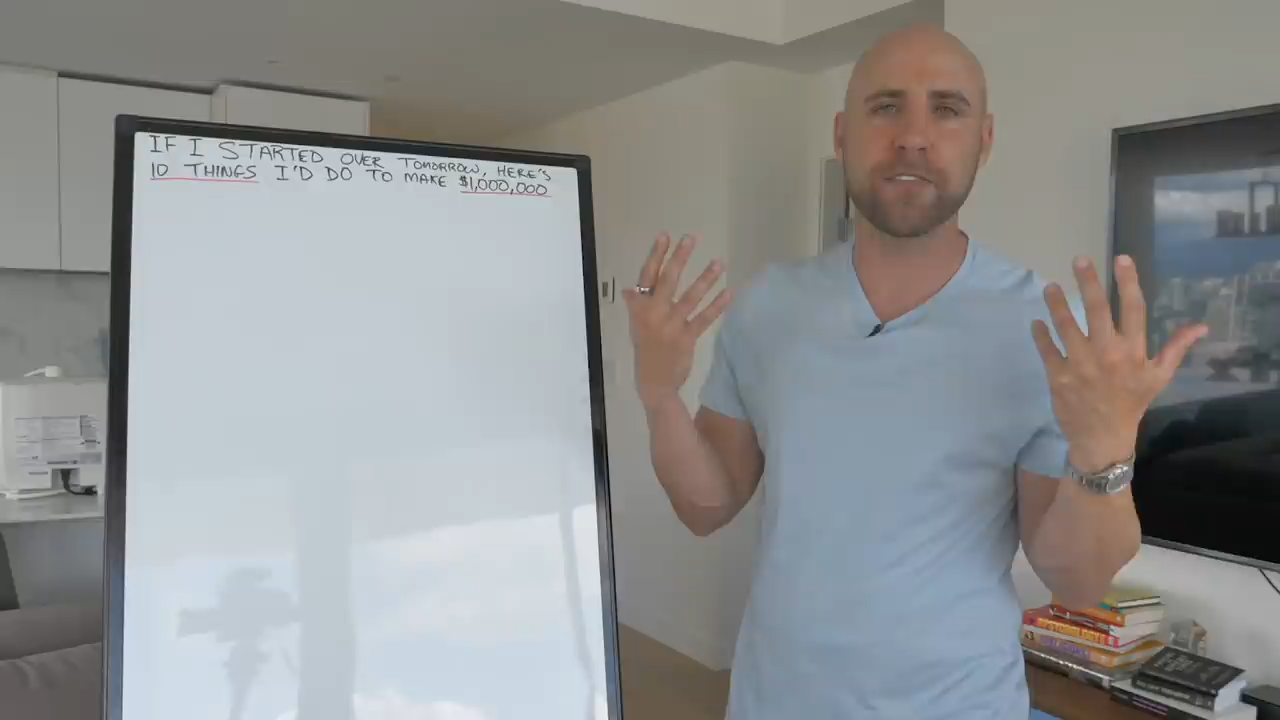 IF I STARTED OVER TOMORROW, HERE'S
10 THINGS I'D DO TO MAKE $1,000,000